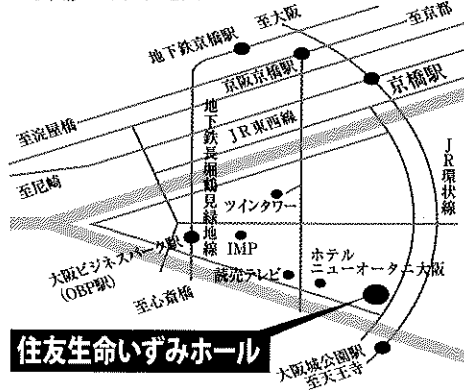 至大阪
至京都
地下鉄京橋駅
京阪京橋駅
京橋駅
至淀屋橋
JR東西線
地下鉄長堀鶴見緑地線
JR環状線
至尼崎
ツインタワー
大阪ビジネスパーク駅
(OBP駅)
IMP
ホテル
ニューオータニ大阪
読売テレビ
至心斎橋
住友生命いずみホール
大阪城公園駅
至天王寺